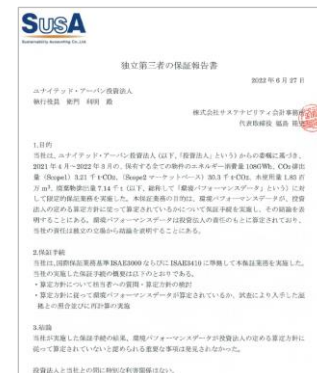 SusA
Sustainability Accounting Co., Ltd.
独立第三者の保証報告書
2022年6月27日
ユナイテッド・アーバン投資法人
執行役員 衛門 利明 殿
株式会社サステナビリティ会計事務所
代表取締役 福島 隆史
1.目的
当社は、ユナイテッド・アーバン投資法人（以下、「投資法人」という）からの委嘱に基づき、
2021年4月～2022年3月の、保有する全ての物件のエネルギー消費量108GWh、CO₂排出
量（Scope1）3.21千t-CO₂、（Scope2マーケットベース）35.3千t-CO₂、水使用量1.03百
万m³、廃棄物排出量7.14千t（以下、総称して「環境パフォーマンスデータ」という）に対
して限定的保証業務を実施した。本保証業務の目的は、環境パフォーマンスデータが、投資
法人の定める算定方針に従って算定されているかについて保証手続を実施し、その結論を表
明することにある。環境パフォーマンスデータは投資法人の責任のもとに算定されており、
当社の責任は独立の立場から結論を表明することにある。
2.保証手続
当社は、国際保証業務基準ISAE3000ならびにISAE3410に準拠して本保証業務を実施した。
当社の実施した保証手続の概要は以下のとおりである。
・算定方針について担当者への質問・算定方針の検討
・算定方針に従って環境パフォーマンスデータが算定されているか、試査により入手した証
拠との照合並びに再計算の実施
3.結論
当社が実施した保証手続の結果、環境パフォーマンスデータが投資法人の定める算定方針に
従って算定されていないと認められる重要な事項は発見されなかった。
投資法人と当社との間に特別な利害関係はない。